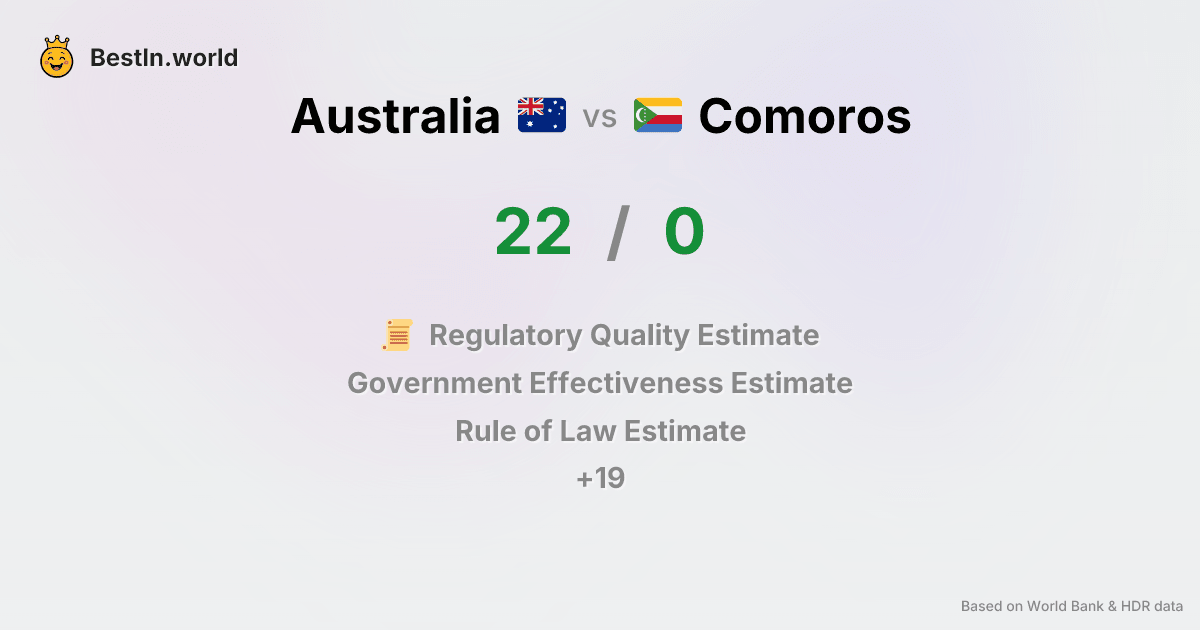 BestIn.world
Australia vs Comoros
22 / 0
Regulatory Quality Estimate
Government Effectiveness Estimate
Rule of Law Estimate
+19
Based on World Bank & HDR data